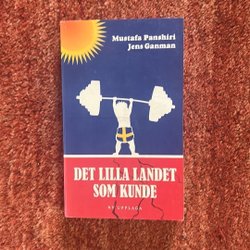 Mustafa Panshiri
Jens Ganman
DET LILLA LANDET
SOM KUNDE
NY UPPLAGA